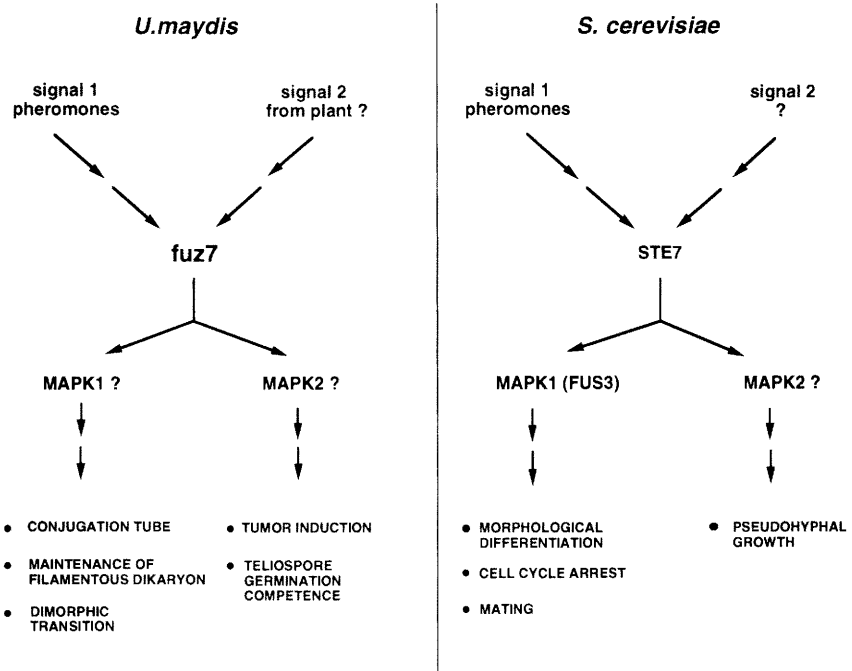 U.maydis
signal 1
pheromones
signal 2
from plant ?
fuz7
MAPK1 ?
MAPK2 ?
• CONJUGATION TUBE
• MAINTENANCE OF
FILAMENTOUS DIKARYON
• DIMORPHIC
TRANSITION
• TUMOR INDUCTION
• TELIOSPORE
GERMINATION
COMPETENCE
S. cerevisiae
signal 1
pheromones
signal 2
?
STE7
MAPK1 (FUS3)
MAPK2 ?
• MORPHOLOGICAL
DIFFERENTIATION
• CELL CYCLE ARREST
• MATING
• PSEUDOHYPHAL
GROWTH